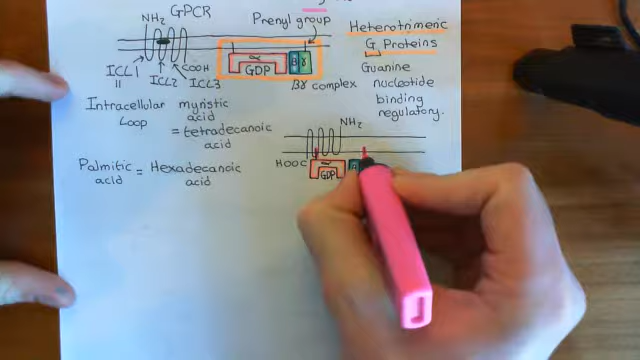 NH2 GPCR
Prenyl group
Heterotrimeric
G Proteins
Guanine
nucleotide
binding
regulatory.
COOH
α
GDP
β γ
ICL1
ICL2
ICL3
βγ complex
Intracellular
Loop
myristic
acid
= tetradecanoic
acid
Palmitic
acid
= Hexadecanoic
acid
NH2
HOOC
α
GDP